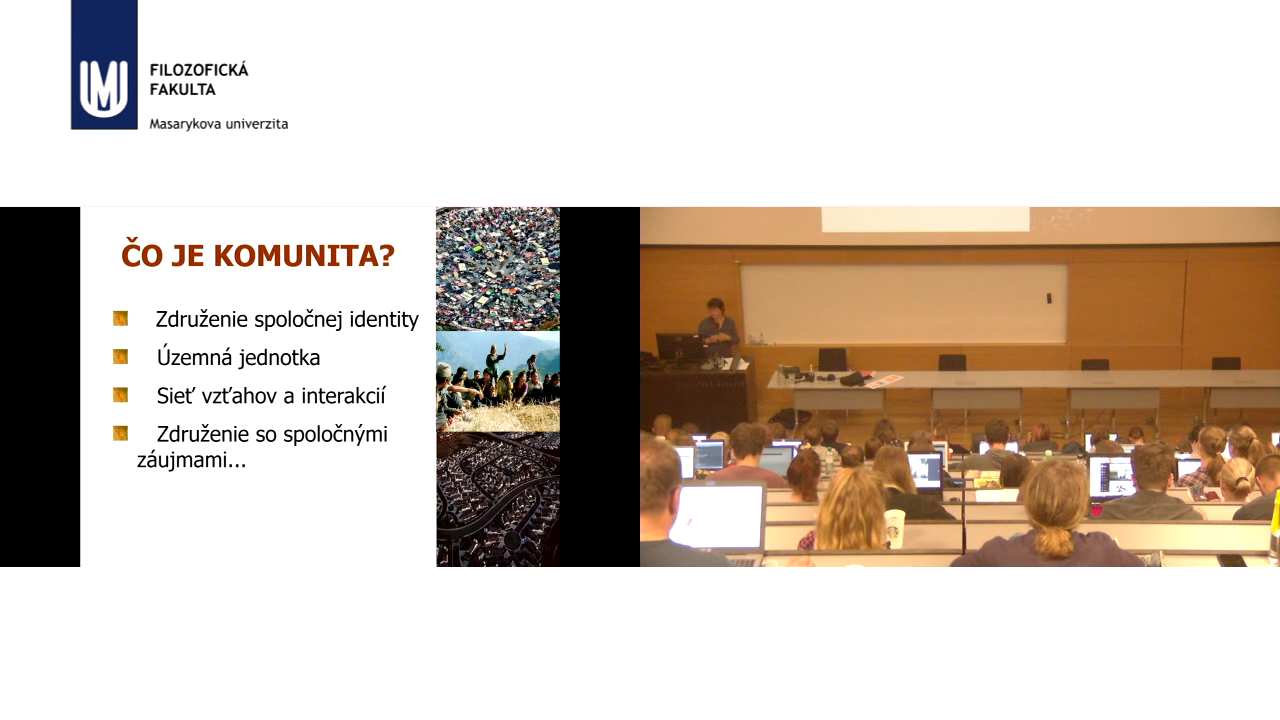 FILOZOFICKÁ
FAKULTA
Masarykova univerzita
ČO JE KOMUNITA?
Združenie spoločnej identity
Územná jednotka
Sieť vzťahov a interakcií
Združenie so spoločnými
záujmami...